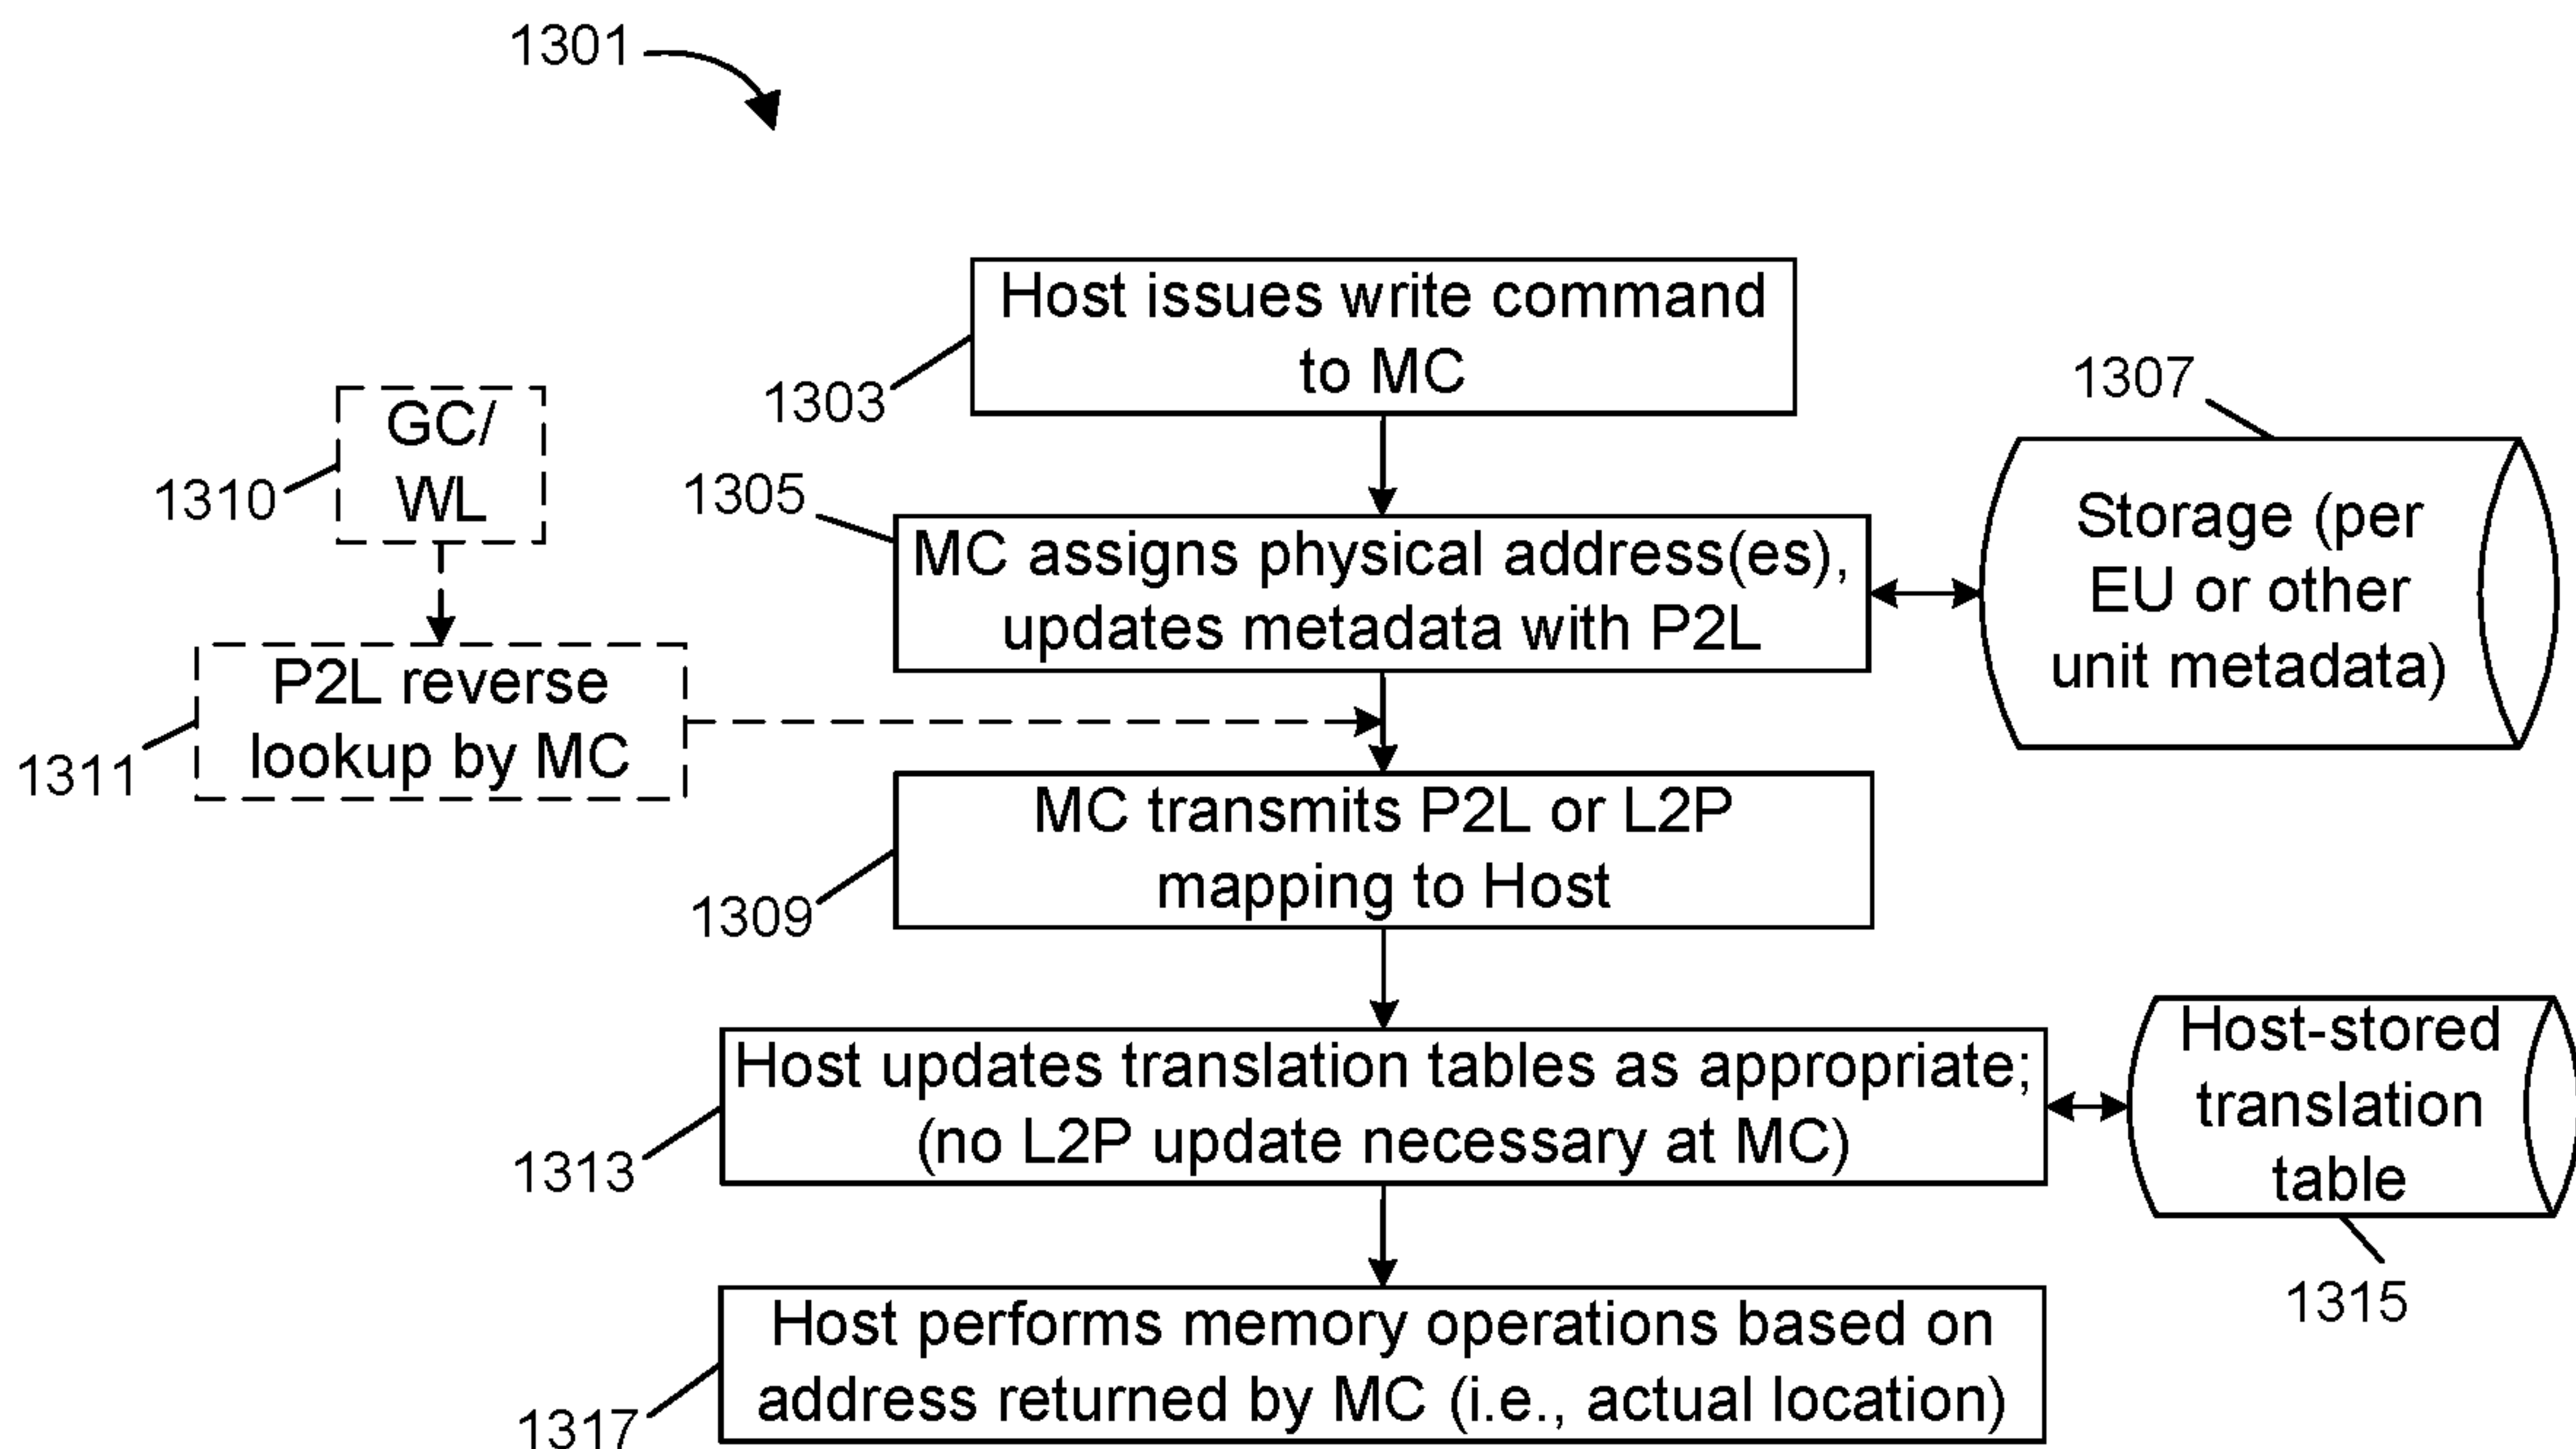 1301
Host issues write command
to MC
1303
1307
GC/
WL
1310
1305
MC assigns physical address(es),
updates metadata with P2L
Storage (per
EU or other
unit metadata)
P2L reverse
lookup by MC
1311
MC transmits P2L or L2P
mapping to Host
1309
Host updates translation tables as appropriate;
(no L2P update necessary at MC)
1313
Host-stored
translation
table
1315
Host performs memory operations based on
address returned by MC (i.e., actual location)
1317